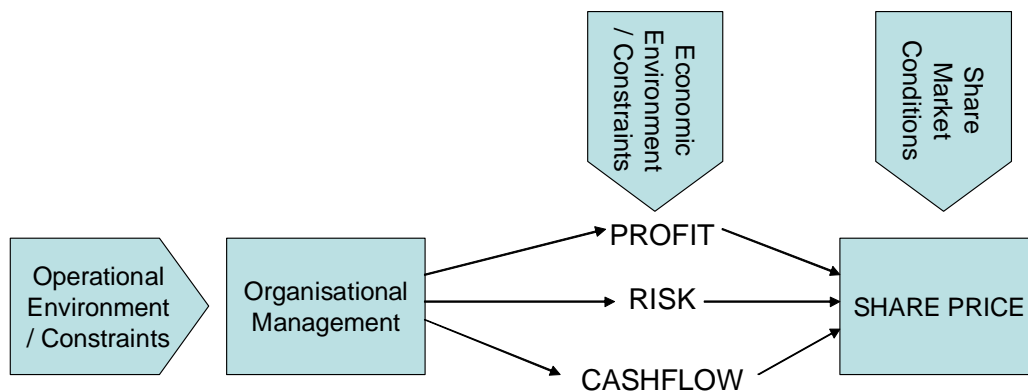 Economic
Environment
/ Constraints
Share
Market
Conditions
Operational
Environment
/ Constraints
Organisational
Management
PROFIT
RISK
CASHFLOW
SHARE PRICE